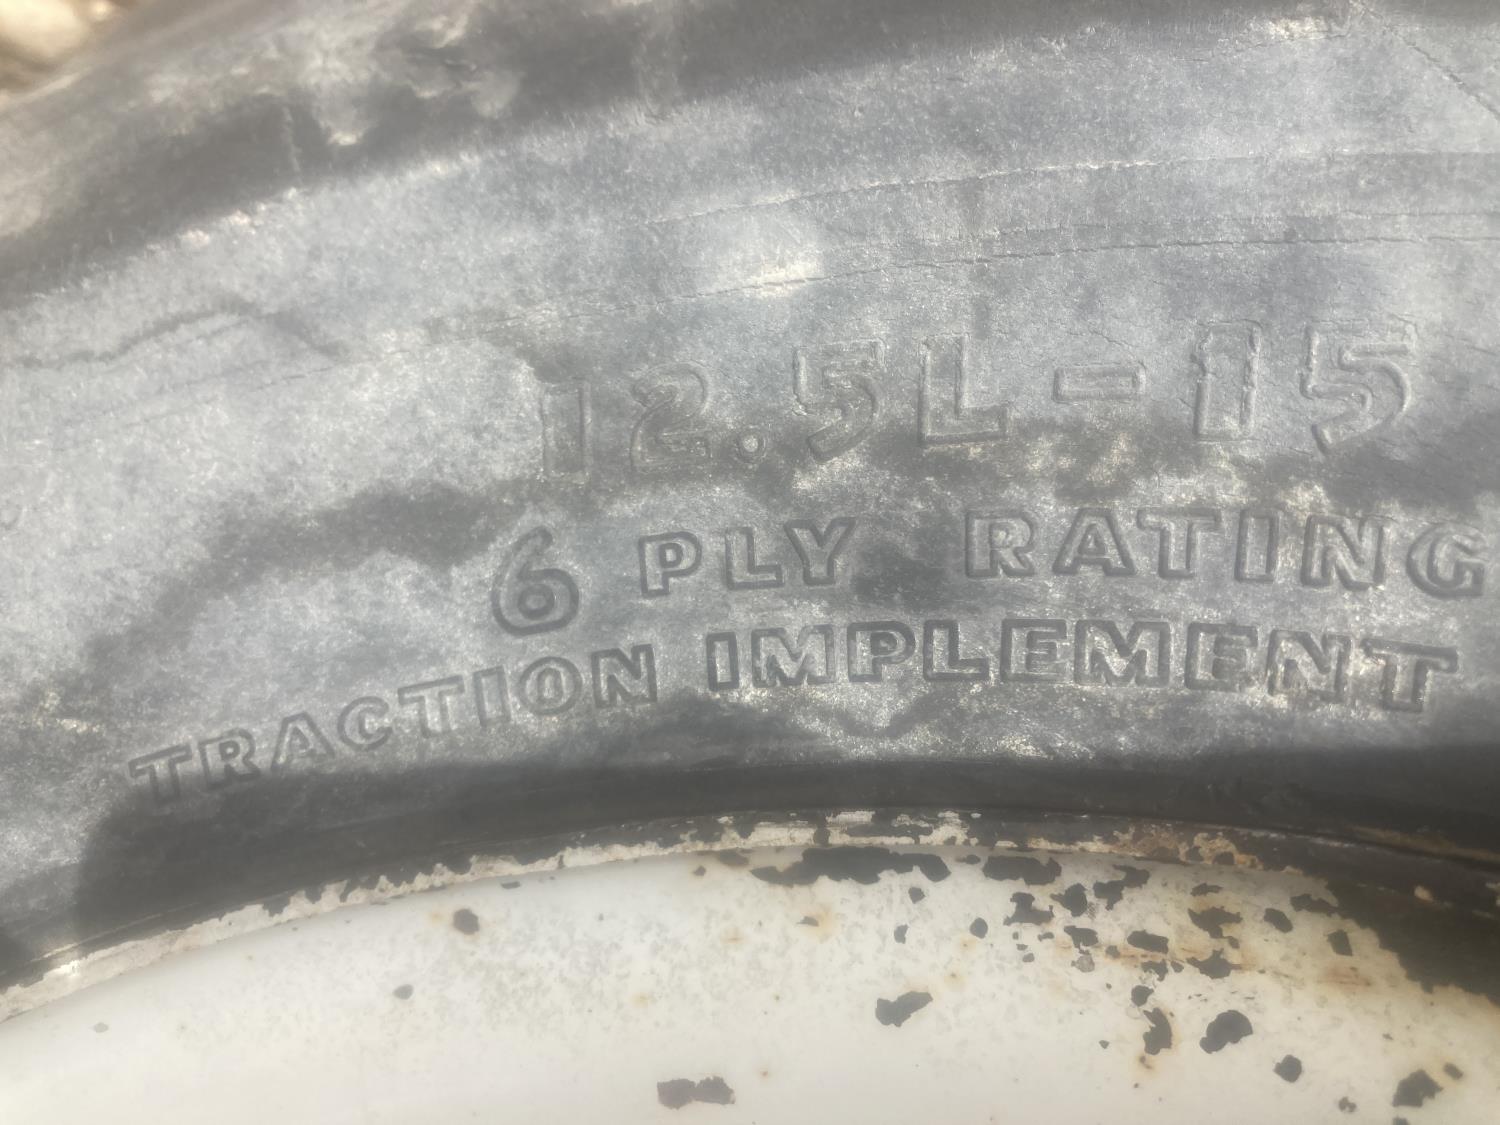 12.5L-15
6 PLY RATING
TRACTION IMPLEMENT